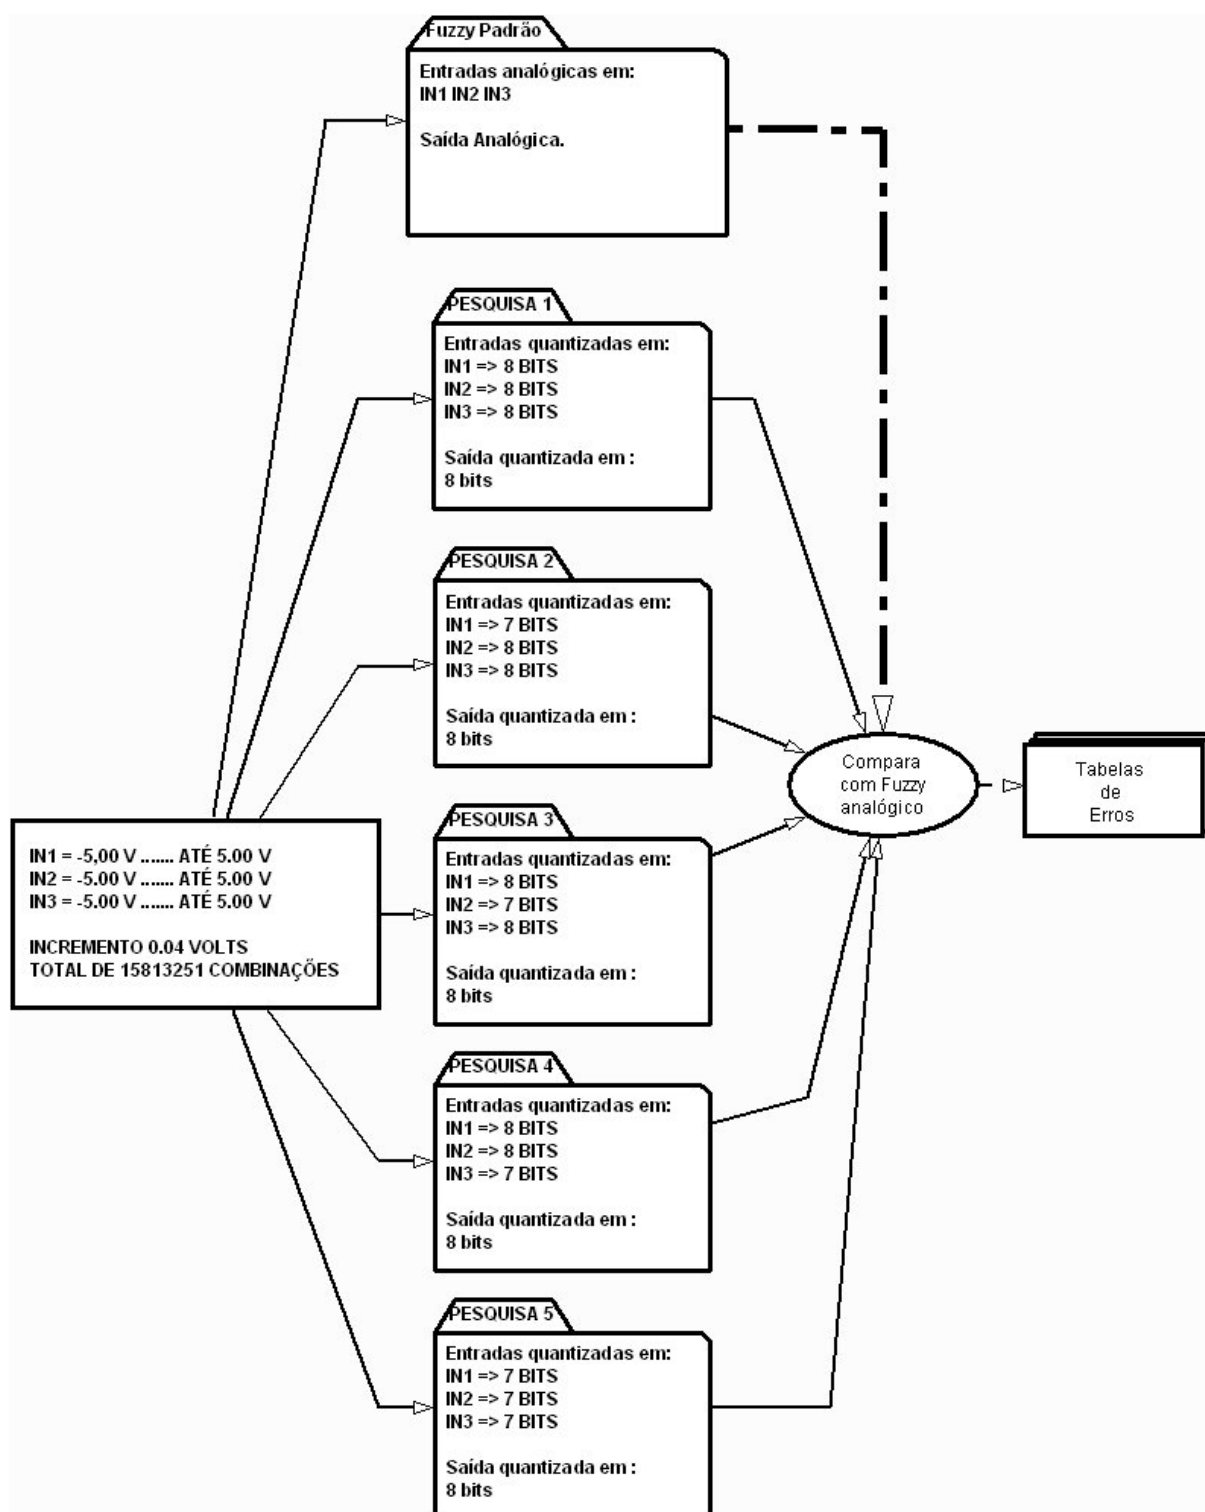 Fuzzy Padrão
Entradas analógicas em:
IN1 IN2 IN3
Saída Analógica.
PESQUISA 1
Entradas quantizadas em:
IN1 => 8 BITS
IN2 => 8 BITS
IN3 => 8 BITS
Saída quantizada em :
8 bits
PESQUISA 2
Entradas quantizadas em:
IN1 => 7 BITS
IN2 => 8 BITS
IN3 => 8 BITS
Saída quantizada em :
8 bits
Compara
com Fuzzy
analógico
Tabelas
de
Erros
IN1 = -5,00 V ....... ATÉ 5.00 V
IN2 = -5.00 V ....... ATÉ 5.00 V
IN3 = -5.00 V ....... ATÉ 5.00 V
INCREMENTO 0.04 VOLTS
TOTAL DE 15813251 COMBINAÇÕES
PESQUISA 3
Entradas quantizadas em:
IN1 => 8 BITS
IN2 => 7 BITS
IN3 => 8 BITS
Saída quantizada em :
8 bits
PESQUISA 4
Entradas quantizadas em:
IN1 => 8 BITS
IN2 => 8 BITS
IN3 => 7 BITS
Saída quantizada em :
8 bits
PESQUISA 5
Entradas quantizadas em:
IN1 => 7 BITS
IN2 => 7 BITS
IN3 => 7 BITS
Saída quantizada em :
8 bits